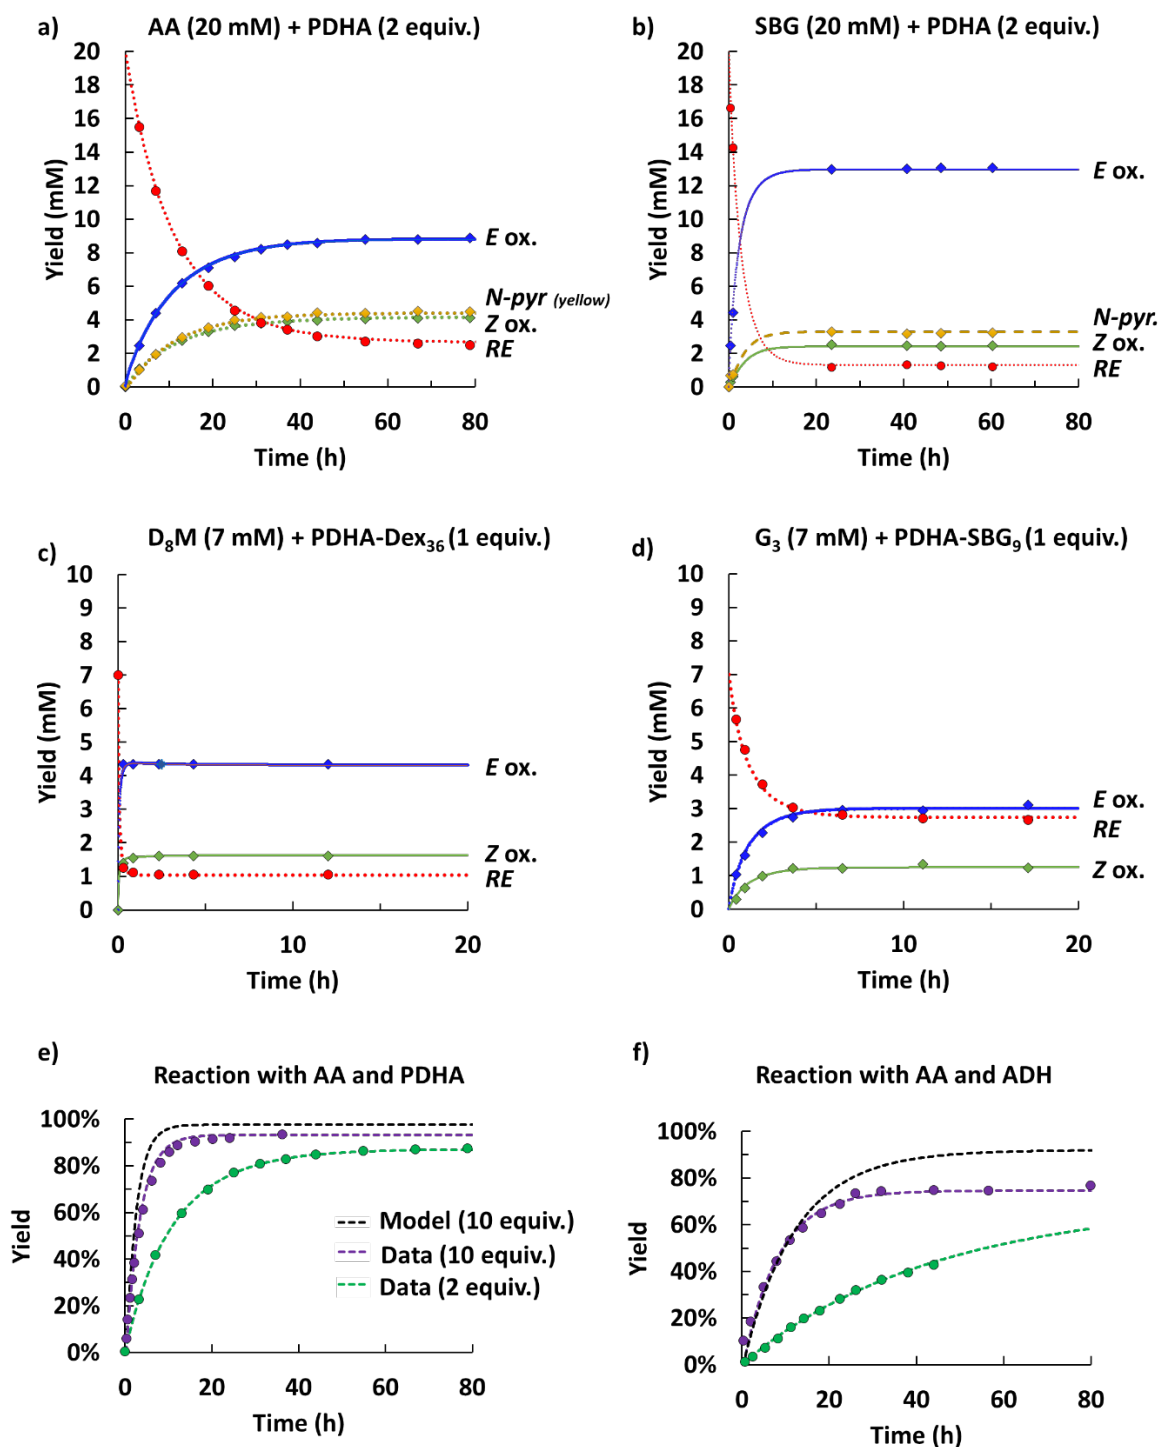 a) AA (20 mM) + PDHA (2 equiv.)
20
18
16
14
12
10
8
6
4
2
0
Yield (mM)
E ox.
N-pyr (yellow)
Z ox.
RE
0 20 40 60 80
Time (h)
b) SBG (20 mM) + PDHA (2 equiv.)
20
18
16
14
12
10
8
6
4
2
0
Yield (mM)
E ox.
N-pyr.
Z ox.
RE
0 20 40 60 80
Time (h)
c) D₈M (7 mM) + PDHA-Dex₃₆ (1 equiv.)
10
9
8
7
6
5
4
3
2
1
0
Yield (mM)
E ox.
Z ox.
RE
0 10 20
Time (h)
d) G₃ (7 mM) + PDHA-SBG₉ (1 equiv.)
10
9
8
7
6
5
4
3
2
1
0
Yield (mM)
E ox.
RE
Z ox.
0 10 20
Time (h)
e)
Reaction with AA and PDHA
100%
80%
60%
40%
20%
0%
Yield
Model (10 equiv.)
Data (10 equiv.)
Data (2 equiv.)
0 20 40 60 80
Time (h)
f)
Reaction with AA and ADH
100%
80%
60%
40%
20%
0%
Yield
0 20 40 60 80
Time (h)